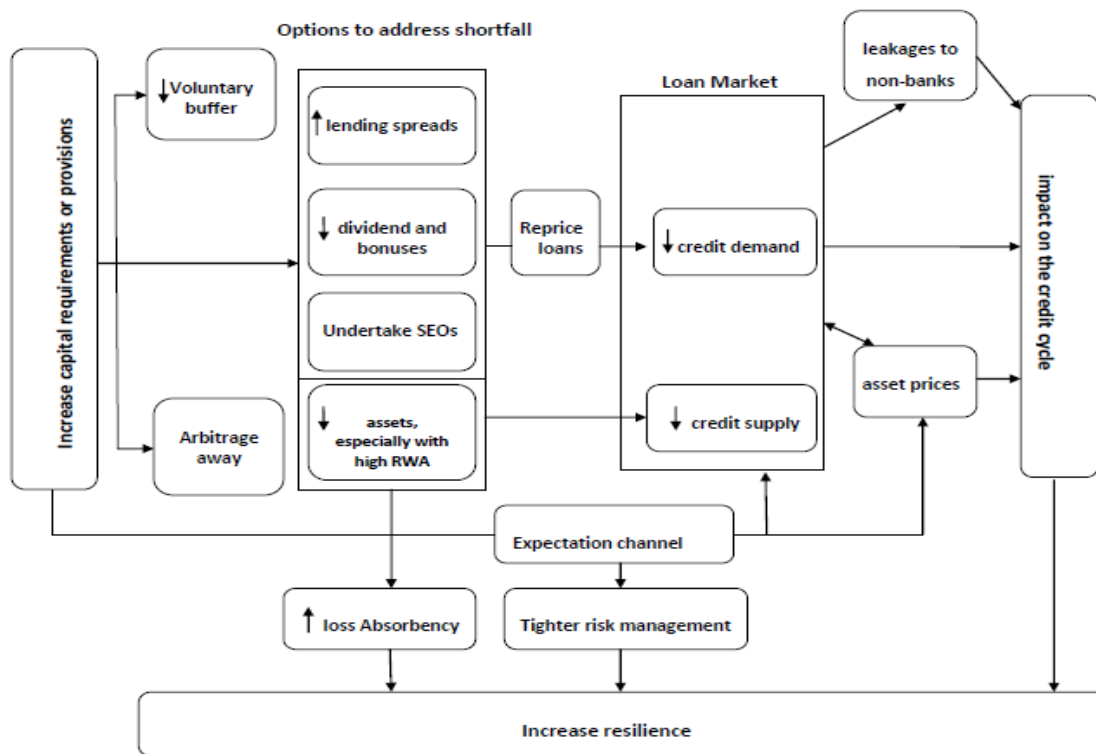 Options to address shortfall
Increase capital requirements or provisions
↓ Voluntary
buffer
Arbitrage
away
↑ lending spreads
↓ dividend and
bonuses
Undertake SEOs
↓ assets,
especially with
high RWA
Reprice
loans
Loan Market
↓ credit demand
↓ credit supply
leakages to
non-banks
asset prices
impact on the credit cycle
Expectation channel
↑ loss Absorbency
Tighter risk management
Increase resilience